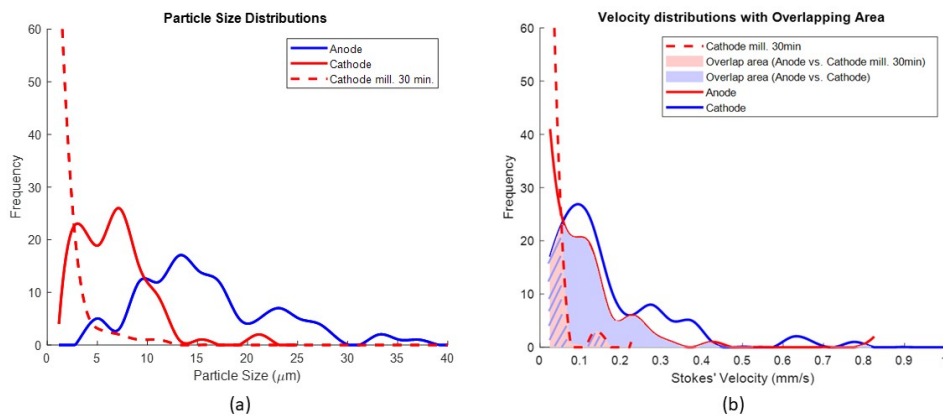 Particle Size Distributions
Frequency
60
50
40
30
20
10
0
Anode
Cathode
Cathode mill. 30 min.
0 5 10 15 20 25 30 35 40
Particle Size (μm)
(a)
Velocity distributions with Overlapping Area
Frequency
60
50
40
30
20
10
0
Cathode mill. 30min
Overlap area (Anode vs. Cathode mill. 30min)
Overlap area (Anode vs. Cathode)
Anode
Cathode
0 0.1 0.2 0.3 0.4 0.5 0.6 0.7 0.8 0.9
Stokes' Velocity (mm/s)
(b)